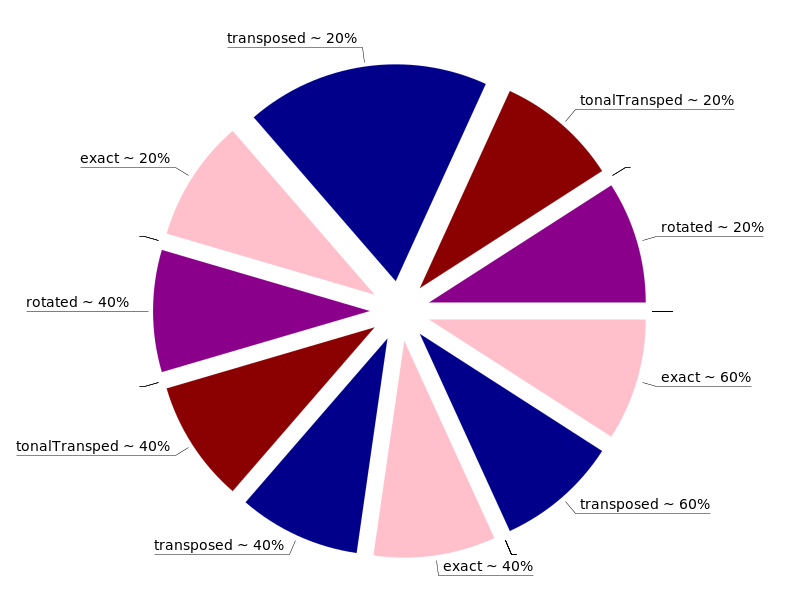 transposed ~ 20%
tonalTransped ~ 20%
exact ~ 20%
rotated ~ 20%
rotated ~ 40%
exact ~ 60%
tonalTransped ~ 40%
transposed ~ 60%
transposed ~ 40%
exact ~ 40%